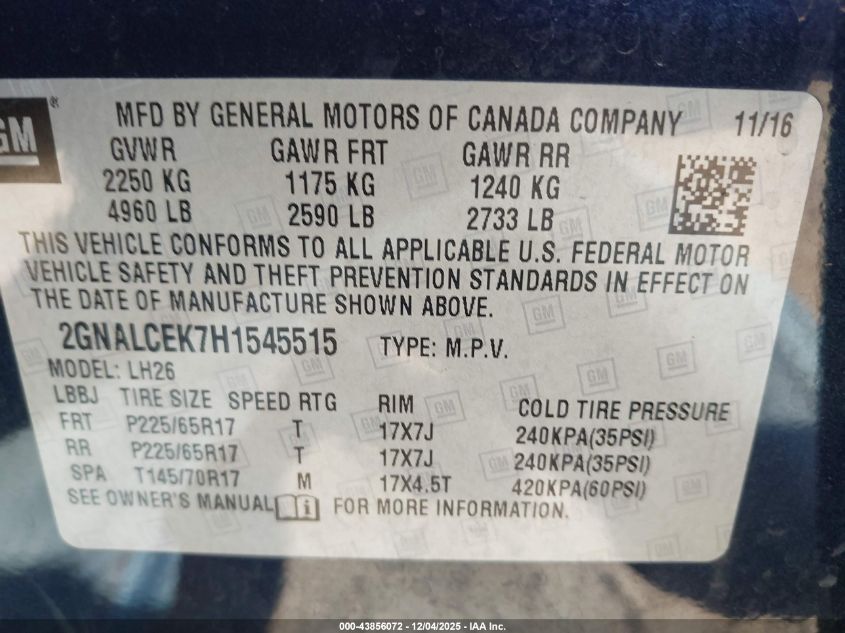 GM®
MFD BY GENERAL MOTORS OF CANADA COMPANY 11/16
GVWR GAWR FRT GAWR RR
2250 KG 1175 KG 1240 KG
4960 LB 2590 LB 2733 LB
THIS VEHICLE CONFORMS TO ALL APPLICABLE U.S. FEDERAL MOTOR
VEHICLE SAFETY AND THEFT PREVENTION STANDARDS IN EFFECT ON
THE DATE OF MANUFACTURE SHOWN ABOVE.
2GNALCEK7H1545515 TYPE: M.P.V.
MODEL: LH26
LBBJ TIRE SIZE SPEED RTG RIM COLD TIRE PRESSURE
FRT P225/65R17 T 17X7J 240KPA(35PSI)
RR P225/65R17 T 17X7J 240KPA(35PSI)
SPA T145/70R17 M 17X4.5T 420KPA(60PSI)
SEE OWNER'S MANUAL FOR MORE INFORMATION.
000-43856072 - 12/04/2025 - IAA Inc.